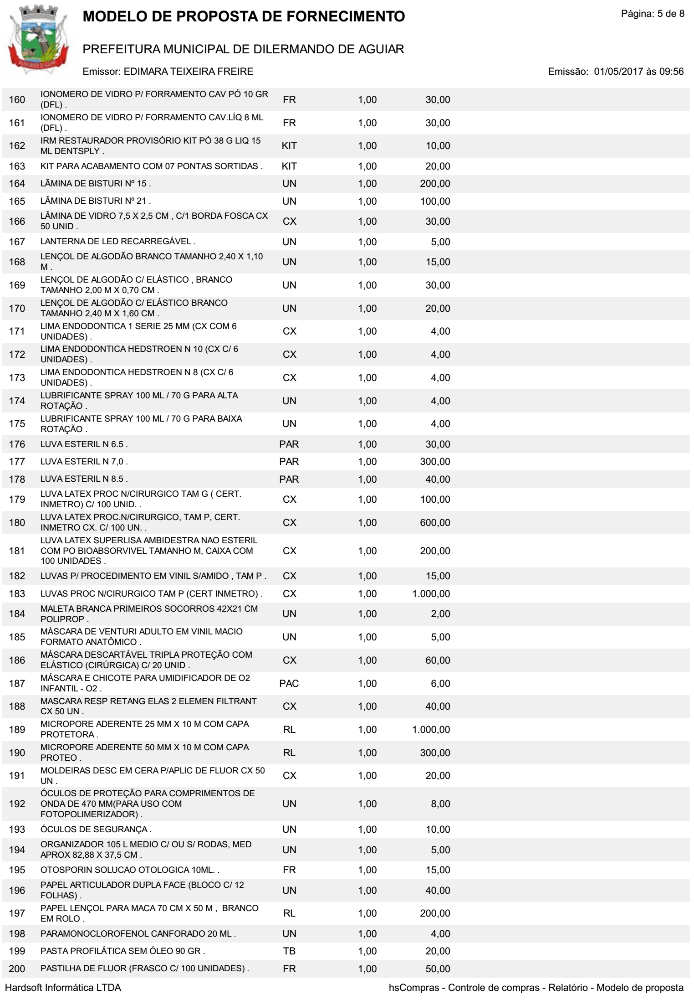 MODELO DE PROPOSTA DE FORNECIMENTO
Página: 5 de 8
PREFEITURA MUNICIPAL DE DILERMANDO DE AGUIAR
DILERMANDO DE AGUIAR
Emissor: EDIMARA TEIXEIRA FREIRE
Emissão: 01/05/2017 às 09:56
160 IONOMERO DE VIDRO P/ FORRAMENTO CAV PÓ 10 GR FR 1,00 30,00
(DFL) .
161 IONOMERO DE VIDRO P/ FORRAMENTO CAV.LÍQ 8 ML FR 1,00 30,00
(DFL) .
162 IRM RESTAURADOR PROVISÓRIO KIT PÓ 38 G LIQ 15 KIT 1,00 10,00
ML DENTSPLY .
163 KIT PARA ACABAMENTO COM 07 PONTAS SORTIDAS . KIT 1,00 20,00
164 LÃMINA DE BISTURI Nº 15 . UN 1,00 200,00
165 LÂMINA DE BISTURI Nº 21 . UN 1,00 100,00
166 LÂMINA DE VIDRO 7,5 X 2,5 CM , C/1 BORDA FOSCA CX CX 1,00 30,00
50 UNID .
167 LANTERNA DE LED RECARREGÁVEL . UN 1,00 5,00
168 LENÇOL DE ALGODÃO BRANCO TAMANHO 2,40 X 1,10 UN 1,00 15,00
M .
169 LENÇOL DE ALGODÃO C/ ELÁSTICO , BRANCO UN 1,00 30,00
TAMANHO 2,00 M X 0,70 CM .
170 LENÇOL DE ALGODÃO C/ ELÁSTICO BRANCO UN 1,00 20,00
TAMANHO 2,40 M X 1,60 CM .
171 LIMA ENDODONTICA 1 SERIE 25 MM (CX COM 6 CX 1,00 4,00
UNIDADES) .
172 LIMA ENDODONTICA HEDSTROEN N 10 (CX C/ 6 CX 1,00 4,00
UNIDADES) .
173 LIMA ENDODONTICA HEDSTROEN N 8 (CX C/ 6 CX 1,00 4,00
UNIDADES) .
174 LUBRIFICANTE SPRAY 100 ML / 70 G PARA ALTA UN 1,00 4,00
ROTAÇÃO .
175 LUBRIFICANTE SPRAY 100 ML / 70 G PARA BAIXA UN 1,00 4,00
ROTAÇÃO .
176 LUVA ESTERIL N 6.5 . PAR 1,00 30,00
177 LUVA ESTERIL N 7,0 . PAR 1,00 300,00
178 LUVA ESTERIL N 8.5 . PAR 1,00 40,00
179 LUVA LATEX PROC N/CIRURGICO TAM G ( CERT. CX 1,00 100,00
INMETRO) C/ 100 UNID. .
180 LUVA LATEX PROC.N/CIRURGICO, TAM P, CERT. CX 1,00 600,00
INMETRO CX. C/ 100 UN. .
181 LUVA LATEX SUPERLISA AMBIDESTRA NAO ESTERIL CX 1,00 200,00
COM PO BIOABSORVIVEL TAMANHO M, CAIXA COM
100 UNIDADES .
182 LUVAS P/ PROCEDIMENTO EM VINIL S/AMIDO , TAM P . CX 1,00 15,00
183 LUVAS PROC N/CIRURGICO TAM P (CERT INMETRO) . CX 1,00 1.000,00
184 MALETA BRANCA PRIMEIROS SOCORROS 42X21 CM UN 1,00 2,00
POLIPROP .
185 MÁSCARA DE VENTURI ADULTO EM VINIL MACIO UN 1,00 5,00
FORMATO ANATÔMICO .
186 MÁSCARA DESCARTÁVEL TRIPLA PROTEÇÃO COM CX 1,00 60,00
ELÁSTICO (CIRÚRGICA) C/ 20 UNID .
187 MÁSCARA E CHICOTE PARA UMIDIFICADOR DE O2 PAC 1,00 6,00
INFANTIL - O2 .
188 MASCARA RESP RETANG ELAS 2 ELEMEN FILTRANT CX 1,00 40,00
CX 50 UN .
189 MICROPORE ADERENTE 25 MM X 10 M COM CAPA RL 1,00 1.000,00
PROTETORA .
190 MICROPORE ADERENTE 50 MM X 10 M COM CAPA RL 1,00 300,00
PROTEO .
191 MOLDEIRAS DESC EM CERA P/APLIC DE FLUOR CX 50 CX 1,00 20,00
UN .
192 ÓCULOS DE PROTEÇÃO PARA COMPRIMENTOS DE UN 1,00 8,00
ONDA DE 470 MM(PARA USO COM
FOTOPOLIMERIZADOR) .
193 ÓCULOS DE SEGURANÇA . UN 1,00 10,00
194 ORGANIZADOR 105 L MEDIO C/ OU S/ RODAS, MED UN 1,00 5,00
APROX 82,88 X 37,5 CM .
195 OTOSPORIN SOLUCAO OTOLOGICA 10ML. . FR 1,00 15,00
196 PAPEL ARTICULADOR DUPLA FACE (BLOCO C/ 12 UN 1,00 40,00
FOLHAS) .
197 PAPEL LENÇOL PARA MACA 70 CM X 50 M , BRANCO RL 1,00 200,00
EM ROLO .
198 PARAMONOCLOROFENOL CANFORADO 20 ML . UN 1,00 4,00
199 PASTA PROFILÁTICA SEM ÓLEO 90 GR . TB 1,00 20,00
200 PASTILHA DE FLUOR (FRASCO C/ 100 UNIDADES) . FR 1,00 50,00
Hardsoft Informática LTDA
hsCompras - Controle de compras - Relatório - Modelo de proposta